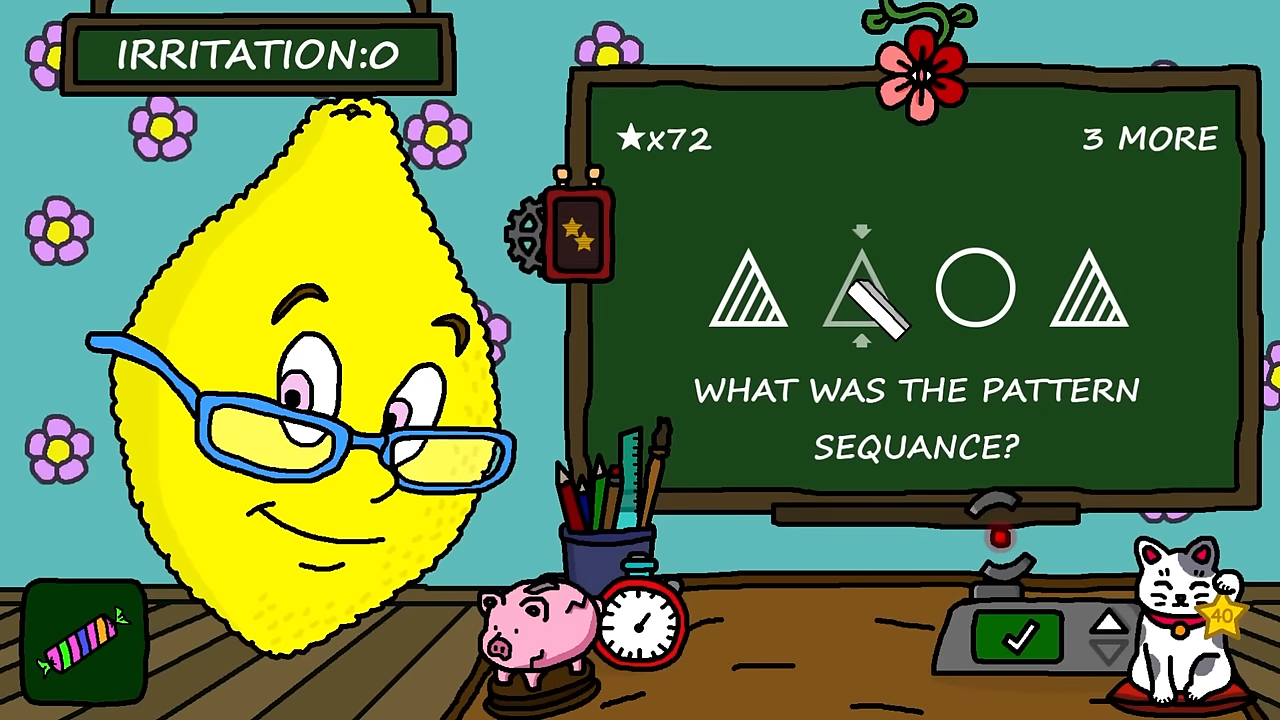 IRRITATION:0
★x72
3 MORE
WHAT WAS THE PATTERN
SEQUANCE?
40